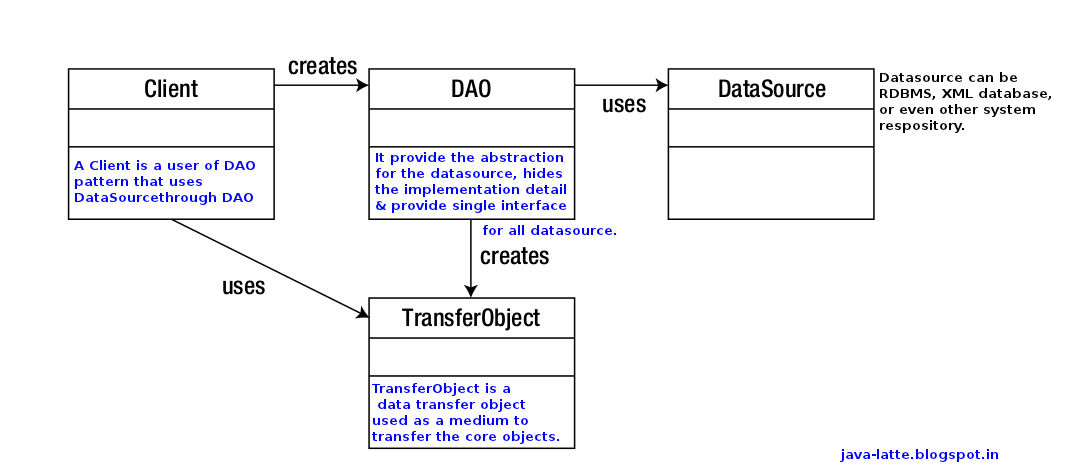 creates
Client
DAO
uses
DataSource
Datasource can be
RDBMS, XML database,
or even other system
respository.
A Client is a user of DAO
pattern that uses
DataSourcethrough DAO
It provide the abstraction
for the datasource, hides
the implementation detail
& provide single interface
for all datasource.
creates
uses
TransferObject
TransferObject is a
data transfer object
used as a medium to
transfer the core objects.
java-latte.blogspot.in